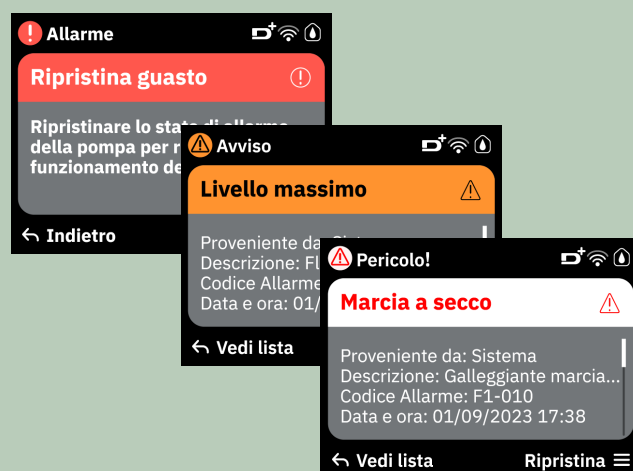 Allarme
Ripristina guasto
Ripristinare lo stato di allarme
della pompa per
funzionamento
Indietro
Avviso
Livello massimo
Proveniente da:
Descrizione:
Codice Allarme
Data e ora: 01/
Vedi lista
Pericolo!
Marcia a secco
Proveniente da: Sistema
Descrizione: Galleggiante marcia...
Codice Allarme: F1-010
Data e ora: 01/09/2023 17:38
Vedi lista
Ripristina